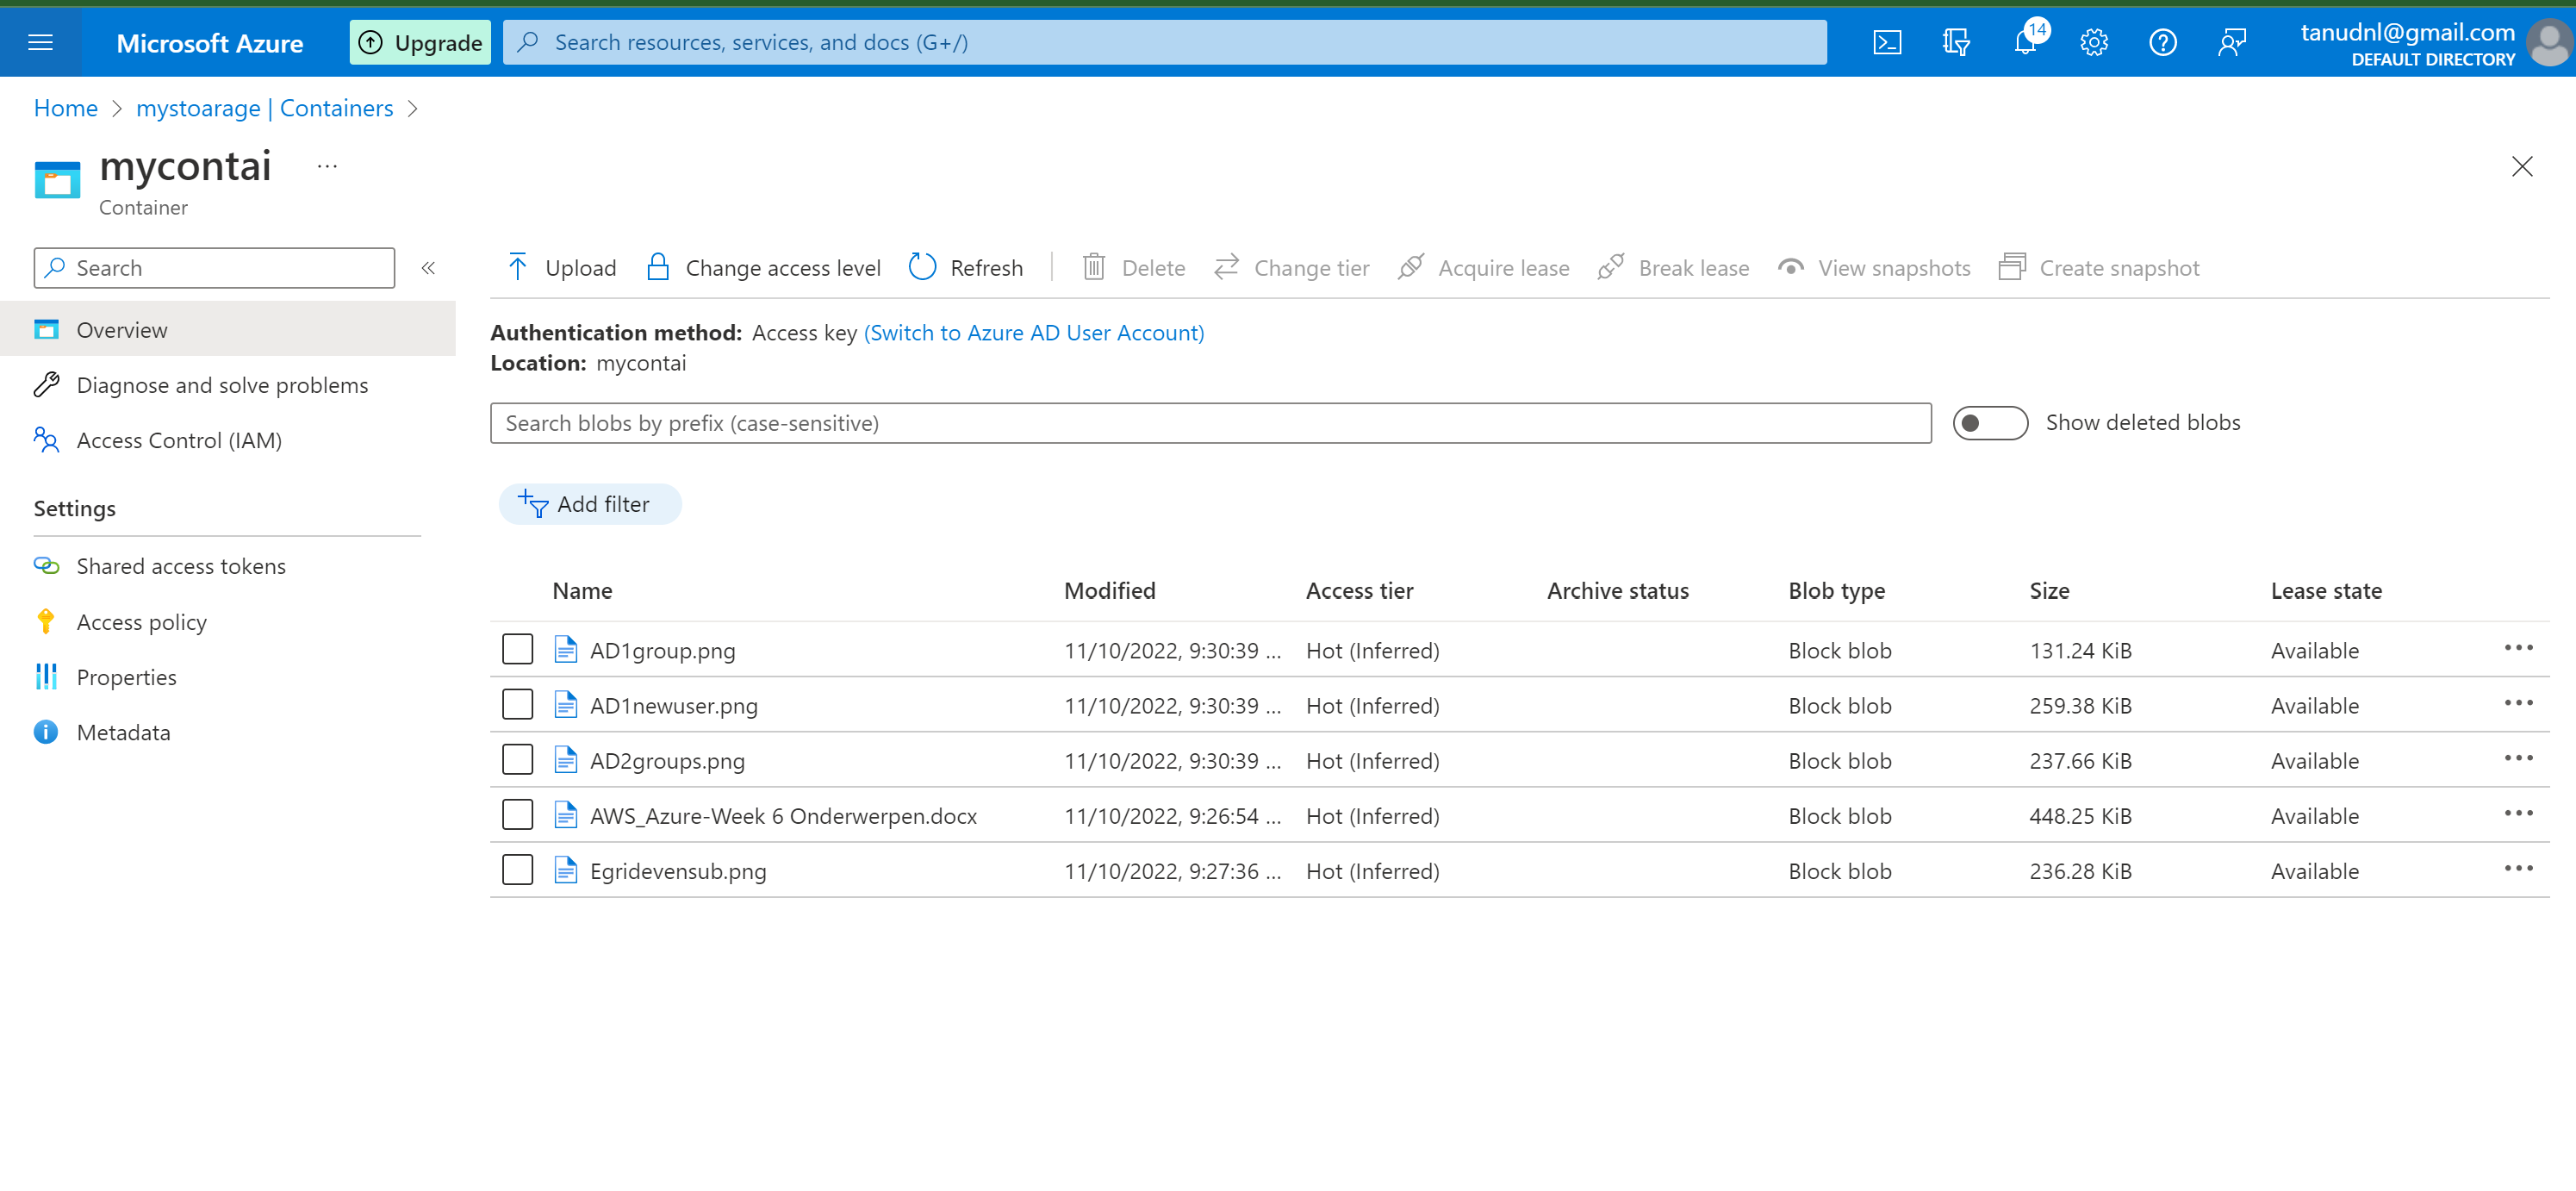 Microsoft Azure Upgrade Search resources, services, and docs (G+/) 14 tanudnl@gmail.com
DEFAULT DIRECTORY
Home > mystoarage | Containers >
mycontai ...
Container
Search «
Overview
Diagnose and solve problems
Access Control (IAM)
Settings
Shared access tokens
Access policy
Properties
Metadata
Upload Change access level Refresh Delete Change tier Acquire lease Break lease View snapshots Create snapshot
Authentication method: Access key (Switch to Azure AD User Account)
Location: mycontai
Search blobs by prefix (case-sensitive) Show deleted blobs
Add filter
Name Modified Access tier Archive status Blob type Size Lease state
AD1group.png 11/10/2022, 9:30:39 ... Hot (Inferred) Block blob 131.24 KiB Available ...
AD1newuser.png 11/10/2022, 9:30:39 ... Hot (Inferred) Block blob 259.38 KiB Available ...
AD2groups.png 11/10/2022, 9:30:39 ... Hot (Inferred) Block blob 237.66 KiB Available ...
AWS_Azure-Week 6 Onderwerpen.docx 11/10/2022, 9:26:54 ... Hot (Inferred) Block blob 448.25 KiB Available ...
Egridevensub.png 11/10/2022, 9:27:36 ... Hot (Inferred) Block blob 236.28 KiB Available ...